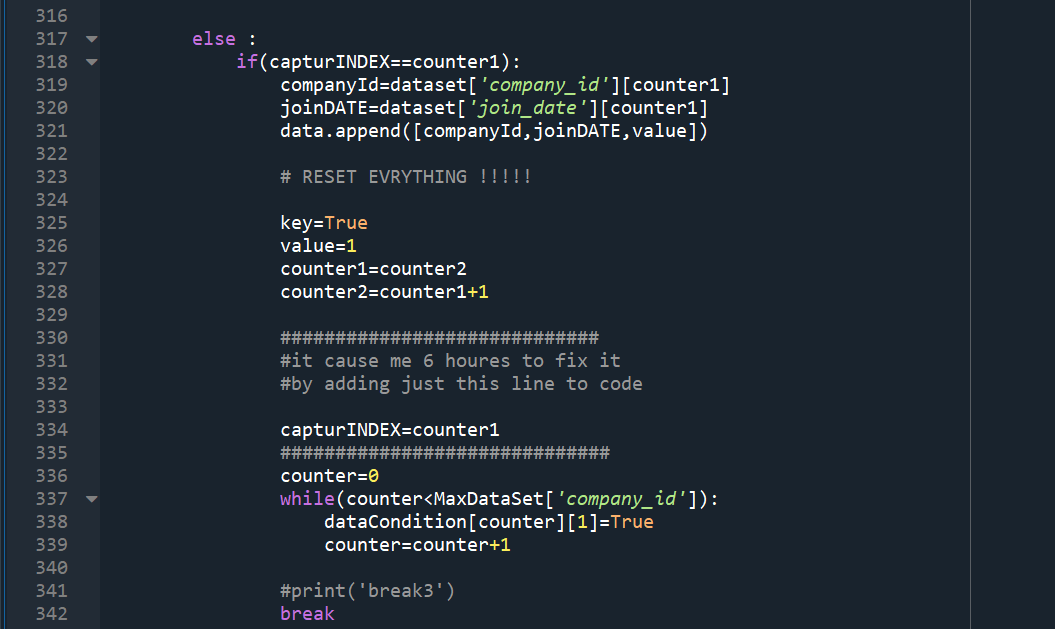 316
317 else :
318 if(capturINDEX==counter1):
319 companyId=dataset['company_id'][counter1]
320 joinDATE=dataset['join_date'][counter1]
321 data.append([companyId,joinDATE,value])
322
323 # RESET EVRYTHING !!!!!
324
325 key=True
326 value=1
327 counter1=counter2
328 counter2=counter1+1
329
330 #############################
331 #it cause me 6 houres to fix it
332 #by adding just this line to code
333
334 capturINDEX=counter1
335 ##############################
336 counter=0
337 while(counter<MaxDataSet['company_id']):
338 dataCondition[counter][1]=True
339 counter=counter+1
340
341 #print('break3')
342 break